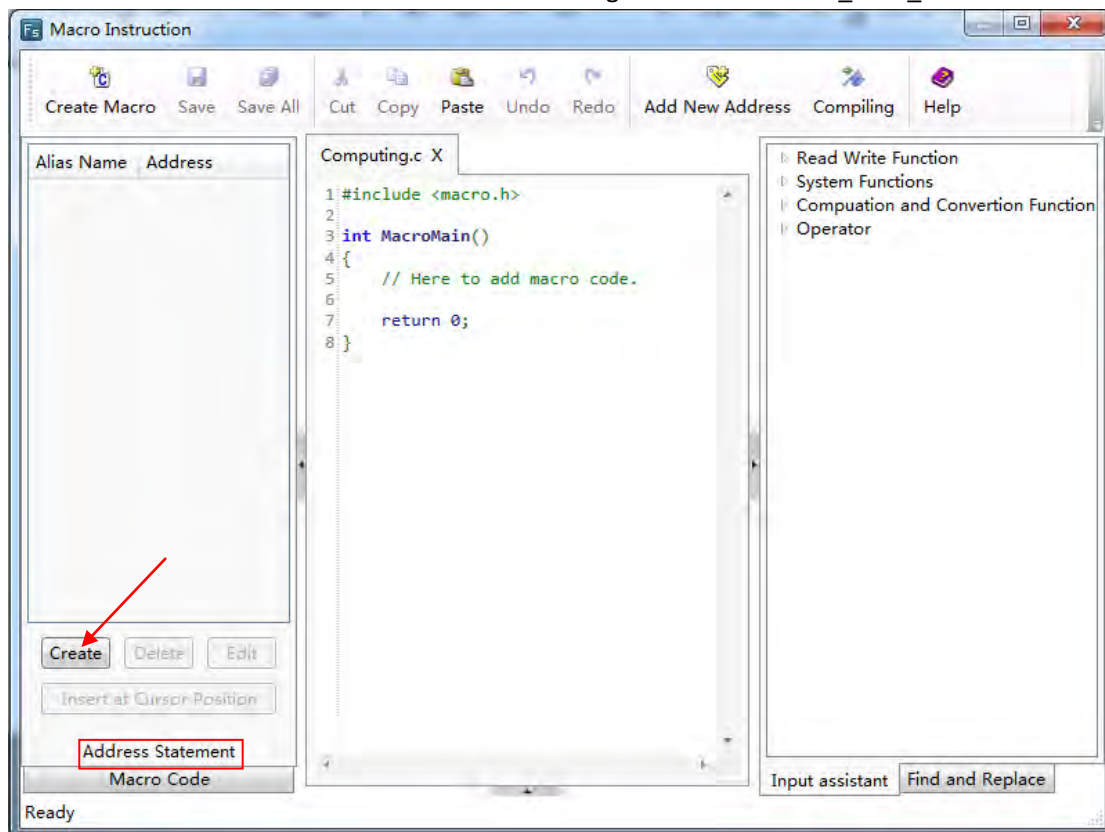 Fs Macro Instruction
Create Macro Save Save All Cut Copy Paste Undo Redo Add New Address Compiling Help
Alias Name Address
Computing.c X
1 #include <macro.h>
2
3 int MacroMain()
4 {
5 // Here to add macro code.
6
7 return 0;
8 }
Read Write Function
System Functions
Compuation and Convertion Function
Operator
Create Delete Edit
Insert at Cursor Position
Address Statement
Macro Code
Input assistant Find and Replace
Ready